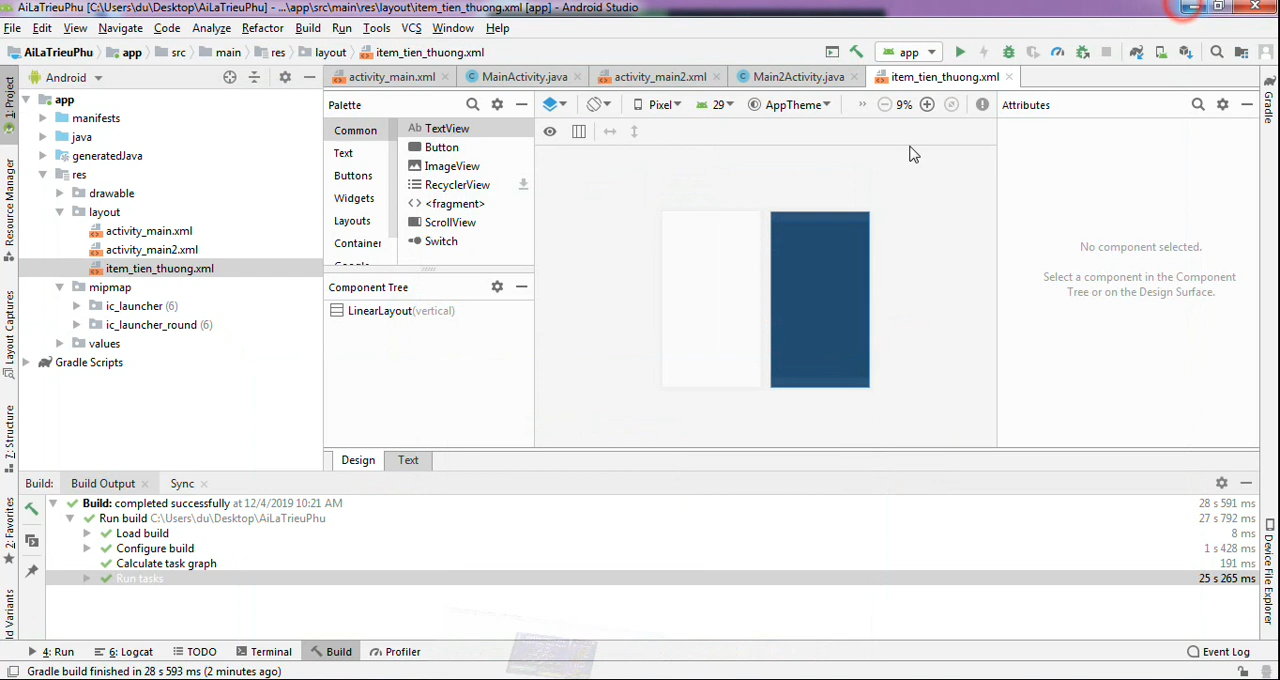 AiLaTrieuPhu [C:\Users\du\Desktop\AiLaTrieuPhu] - ...\app\src\main\res\layout\item_tien_thuong.xml [app] - Android Studio
File Edit View Navigate Code Analyze Refactor Build Run Tools VCS Window Help
AiLaTrieuPhu app src main res layout item_tien_thuong.xml app
1: Project
Resource Manager
Layout Captures
7: Structure
2: Favorites
ld Variants
Android
app
manifests
java
generatedJava
res
drawable
layout
activity_main.xml
activity_main2.xml
item_tien_thuong.xml
mipmap
ic_launcher (6)
ic_launcher_round (6)
values
Gradle Scripts
activity_main.xml MainActivity.java activity_main2.xml Main2Activity.java item_tien_thuong.xml
Palette
Common
Text
Buttons
Widgets
Layouts
Container
Google
Ab TextView
Button
ImageView
RecyclerView
<fragment>
ScrollView
Switch
Component Tree
LinearLayout(vertical)
Pixel 29 AppTheme >> 9%
Attributes
No component selected.
Select a component in the Component
Tree or on the Design Surface.
Gradle
Device File Explorer
Design Text
Build: Build Output Sync
Build: completed successfully at 12/4/2019 10:21 AM 28 s 591 ms
Run build C:\Users\du\Desktop\AiLaTrieuPhu 27 s 792 ms
Load build 8 ms
Configure build 1 s 428 ms
Calculate task graph 191 ms
Run tasks 25 s 265 ms
4: Run 6: Logcat TODO Terminal Build Profiler Event Log
Gradle build finished in 28 s 593 ms (2 minutes ago)